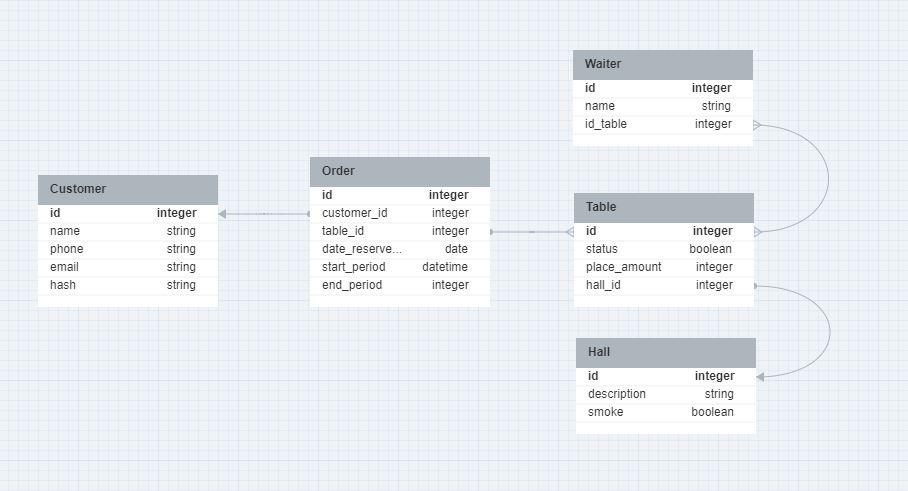 Customer
id integer
name string
phone string
email string
hash string
Order
id integer
customer_id integer
table_id integer
date_reserve... date
start_period datetime
end_period integer
Waiter
id integer
name string
id_table integer
Table
id integer
status boolean
place_amount integer
hall_id integer
Hall
id integer
description string
smoke boolean